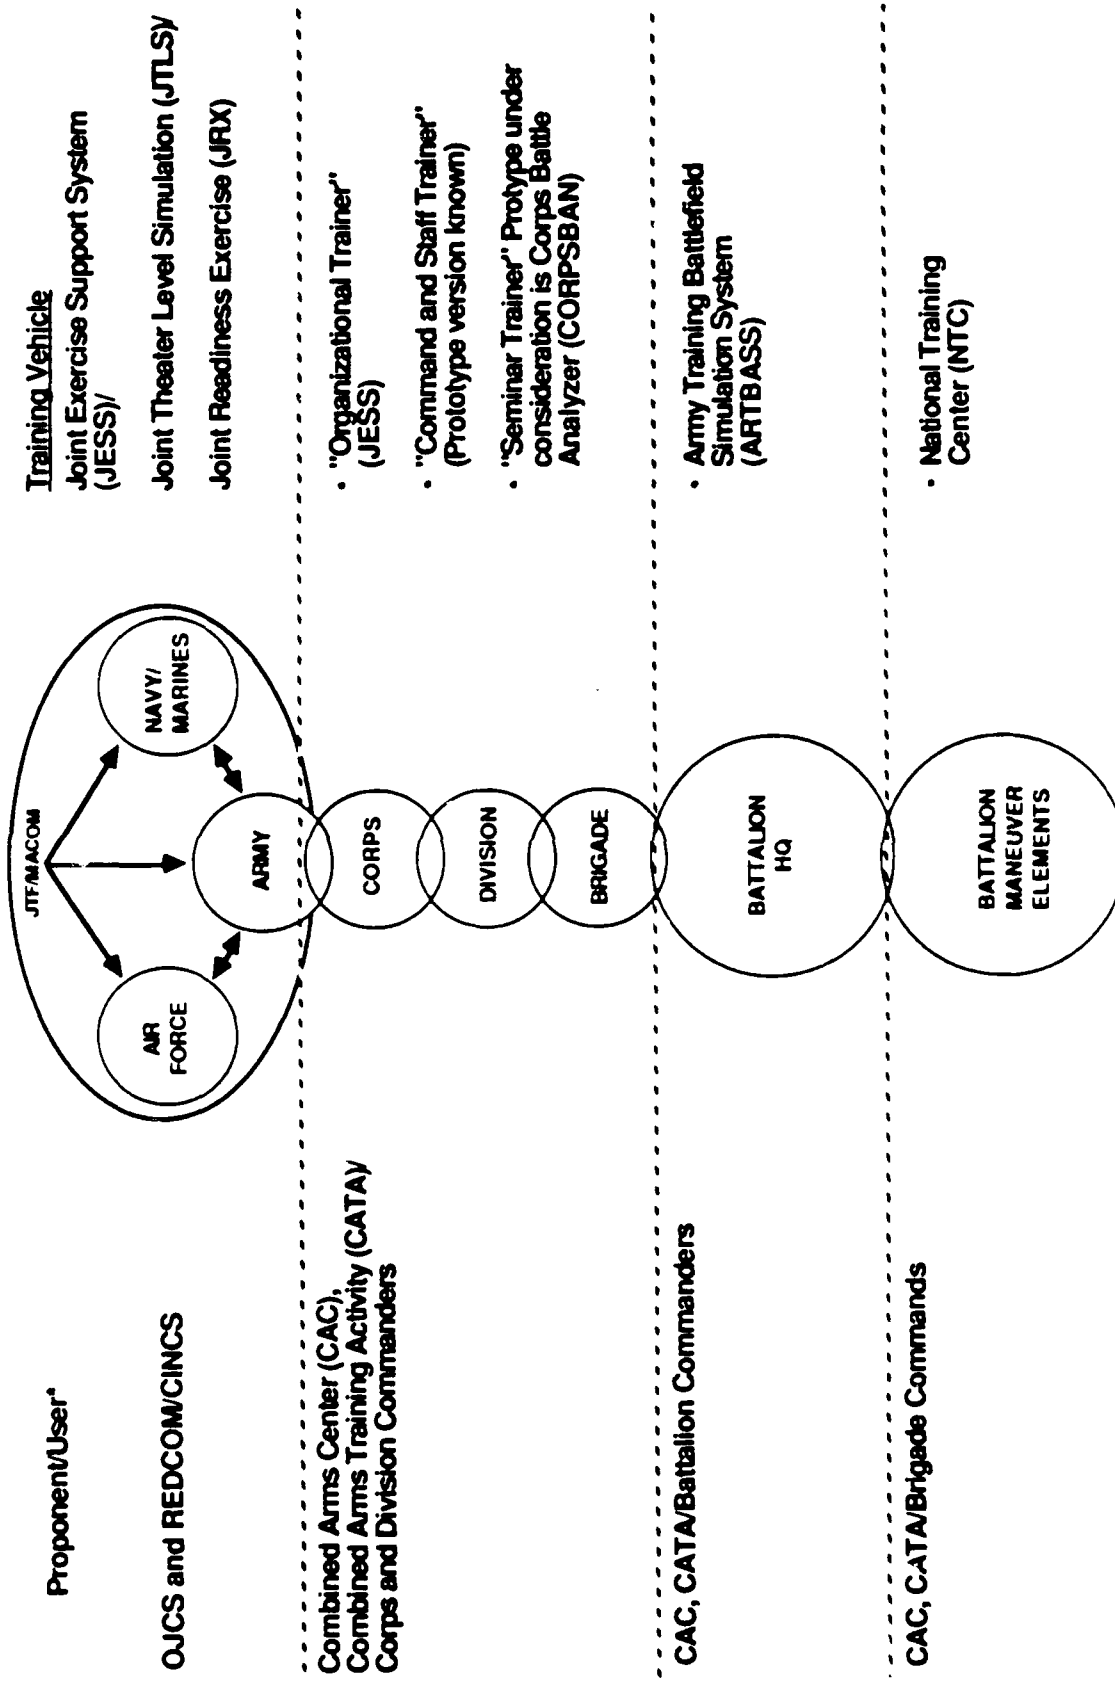 Proponent/User*
OJCS and REDCOM/CINCS
Combined Arms Center (CAC),
Combined Arms Training Activity (CATA)/
Corps and Division Commanders
CAC, CATA/Battalion Commanders
CAC, CATA/Brigade Commands
JTF/MACOM
AIR
FORCE
ARMY
NAVY/
MARINES
CORPS
DIVISION
BRIGADE
BATTALION
HQ
BATTALION
MANEUVER
ELEMENTS
Training Vehicle
Joint Exercise Support System
(JESS)/
Joint Theater Level Simulation (JTLS)/
Joint Readiness Exercise (JRX)
• "Organizational Trainer"
(JESS)
• "Command and Staff Trainer"
(Prototype version known)
• "Seminar Trainer" Protype under
consideration is Corps Battle
Analyzer (CORPSBAN)
• Army Training Battlefield
Simulation System
(ARTBASS)
• National Training
Center (NTC)